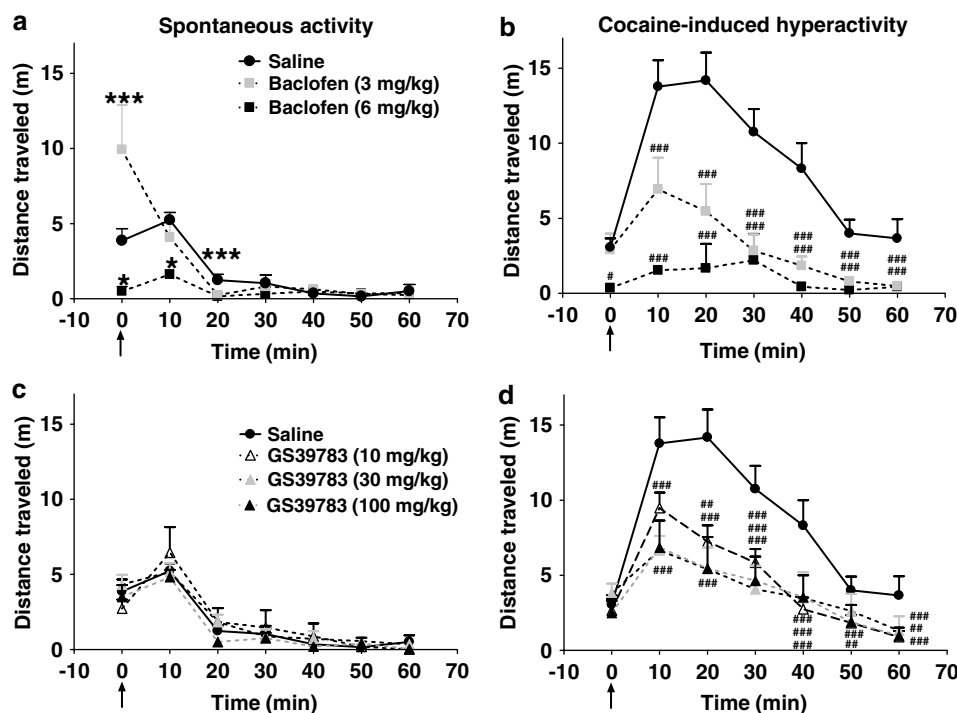 a
Spontaneous activity
Distance traveled (m)
15
10
5
0
***
*
*
***
Saline
Baclofen (3 mg/kg)
Baclofen (6 mg/kg)
-10 0 10 20 30 40 50 60 70
Time (min)
b
Cocaine-induced hyperactivity
Distance traveled (m)
15
10
5
0
#
###
###
###
###
###
###
###
###
###
###
###
###
-10 0 10 20 30 40 50 60 70
Time (min)
c
Distance traveled (m)
15
10
5
0
Saline
GS39783 (10 mg/kg)
GS39783 (30 mg/kg)
GS39783 (100 mg/kg)
-10 0 10 20 30 40 50 60 70
Time (min)
d
Distance traveled (m)
15
10
5
0
###
###
##
###
###
###
###
###
###
###
###
###
##
###
##
###
-10 0 10 20 30 40 50 60 70
Time (min)